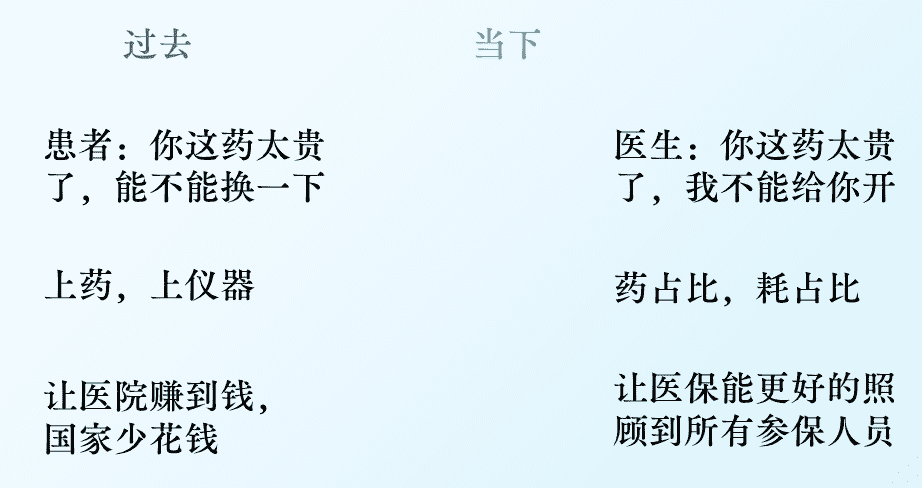 过去
当下
患者：你这药太贵
了，能不能换一下
医生：你这药太贵
了，我不能给你开
上药，上仪器
药占比，耗占比
让医院赚到钱，
国家少花钱
让医保能更好的照
顾到所有参保人员